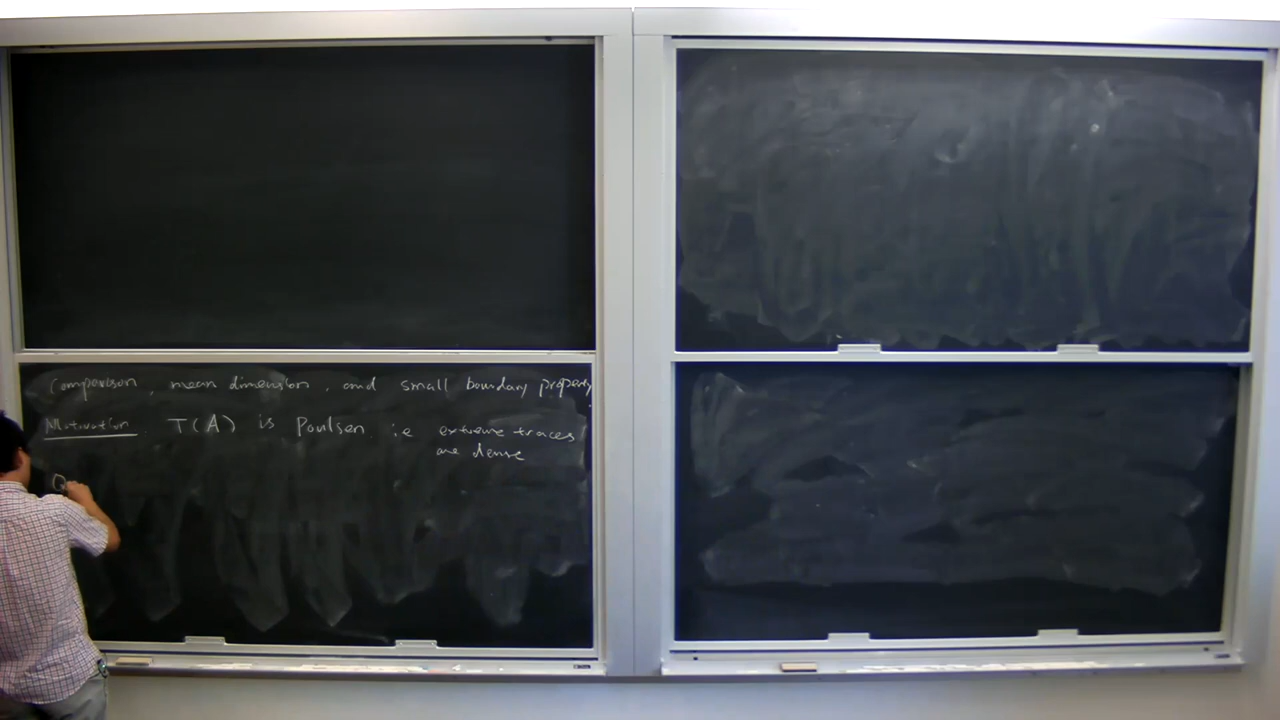 Comparison, mean dimension, and small boundary property
Motivation T(A) is Poulsen i.e extreme traces
are dense
Q